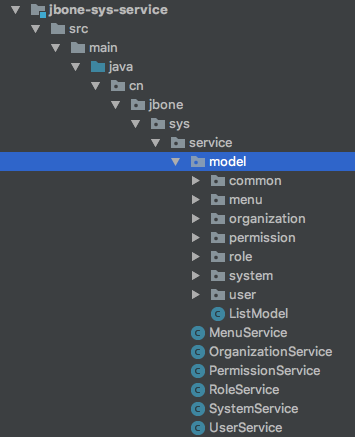 jbone-sys-service
src
main
java
cn
jbone
sys
service
model
common
menu
organization
permission
role
system
user
ListModel
MenuService
OrganizationService
PermissionService
RoleService
SystemService
UserService